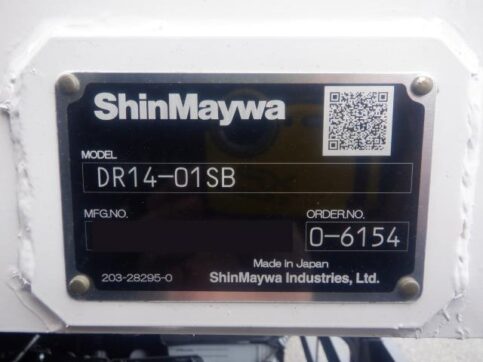 ShinMaywa
MODEL
DR14-01SB
MFG.NO. ORDER.NO.
0-6154
Made in Japan
203-28295-0 ShinMaywa Industries, Ltd.